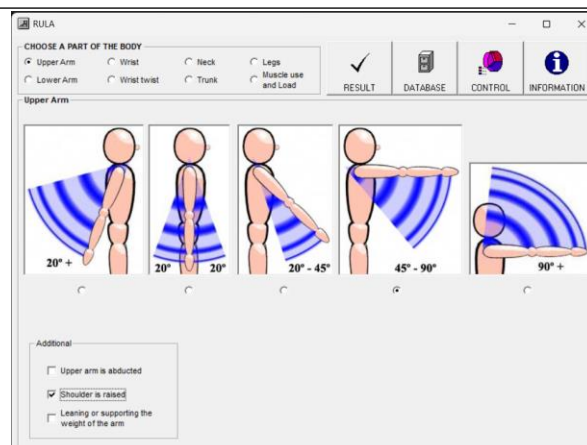 RULA
CHOOSE A PART OF THE BODY
Upper Arm
Wrist
Neck
Legs
Lower Arm
Wrist twist
Trunk
Muscle use
and Load
RESULT
DATABASE
CONTROL
INFORMATION
Upper Arm
20° +
20°
20°
20° - 45°
45° - 90°
90° +
Additional
Upper arm is abducted
Shoulder is raised
Leaning or supporting the
weight of the arm